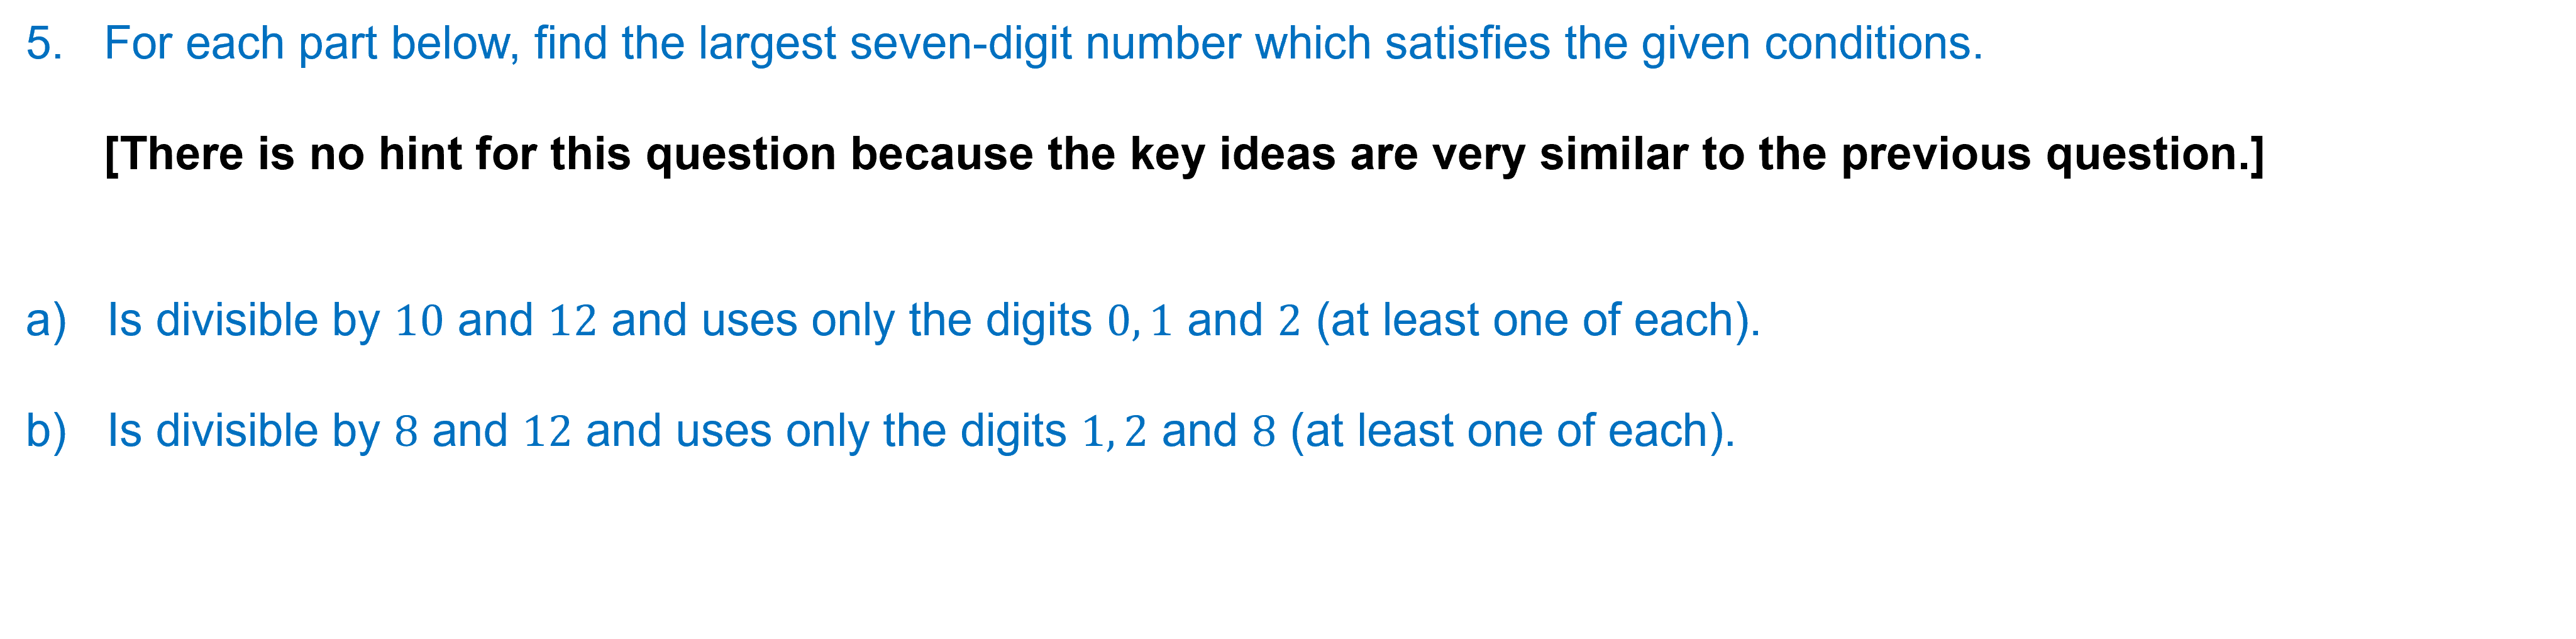 5. For each part below, find the largest seven-digit number which satisfies the given conditions.
[There is no hint for this question because the key ideas are very similar to the previous question.]
a) Is divisible by 10 and 12 and uses only the digits 0, 1 and 2 (at least one of each).
b) Is divisible by 8 and 12 and uses only the digits 1, 2 and 8 (at least one of each).